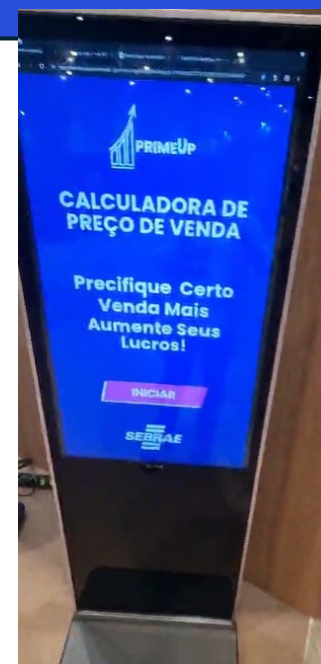 PRIMEUP
CALCULADORA DE
PREÇO DE VENDA
Precifique Certo
Venda Mais
Aumente Seus
Lucros!
INICIAR
SEBRAE